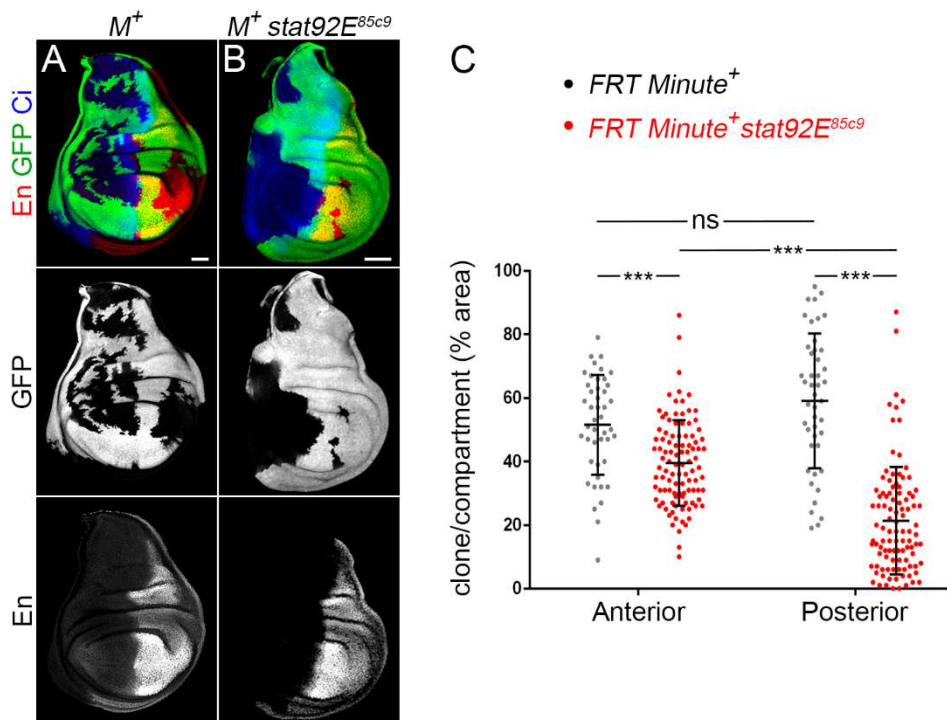 M+
M+ stat92E85c9
A
B
En GFP Ci
GFP
En
C
FRT Minute+
FRT Minute+ stat92E85c9
ns
***
***
***
clone/compartment (% area)
100
80
60
40
20
0
Anterior
Posterior